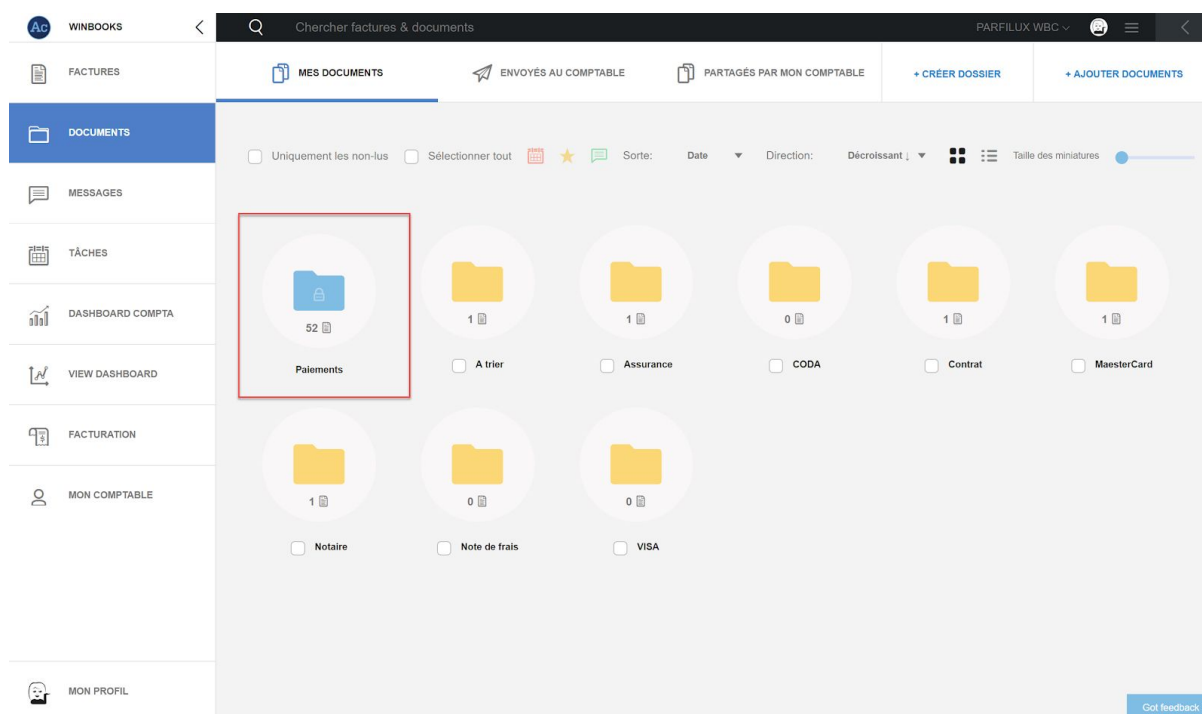 Ac WINBOOKS
Chercher factures & documents
PARFILUX WBC
FACTURES
MES DOCUMENTS
ENVOYÉS AU COMPTABLE
PARTAGÉS PAR MON COMPTABLE
+ CRÉER DOSSIER
+ AJOUTER DOCUMENTS
DOCUMENTS
Uniquement les non-lus
Sélectionner tout
Sorte:
Date
Direction:
Décroissant ↓
Taille des miniatures
MESSAGES
TÂCHES
DASHBOARD COMPTA
VIEW DASHBOARD
FACTURATION
MON COMPTABLE
52
Paiements
1
A trier
1
Assurance
0
CODA
1
Contrat
1
MaesterCard
1
Notaire
0
Note de frais
0
VISA
MON PROFIL
Got feedback